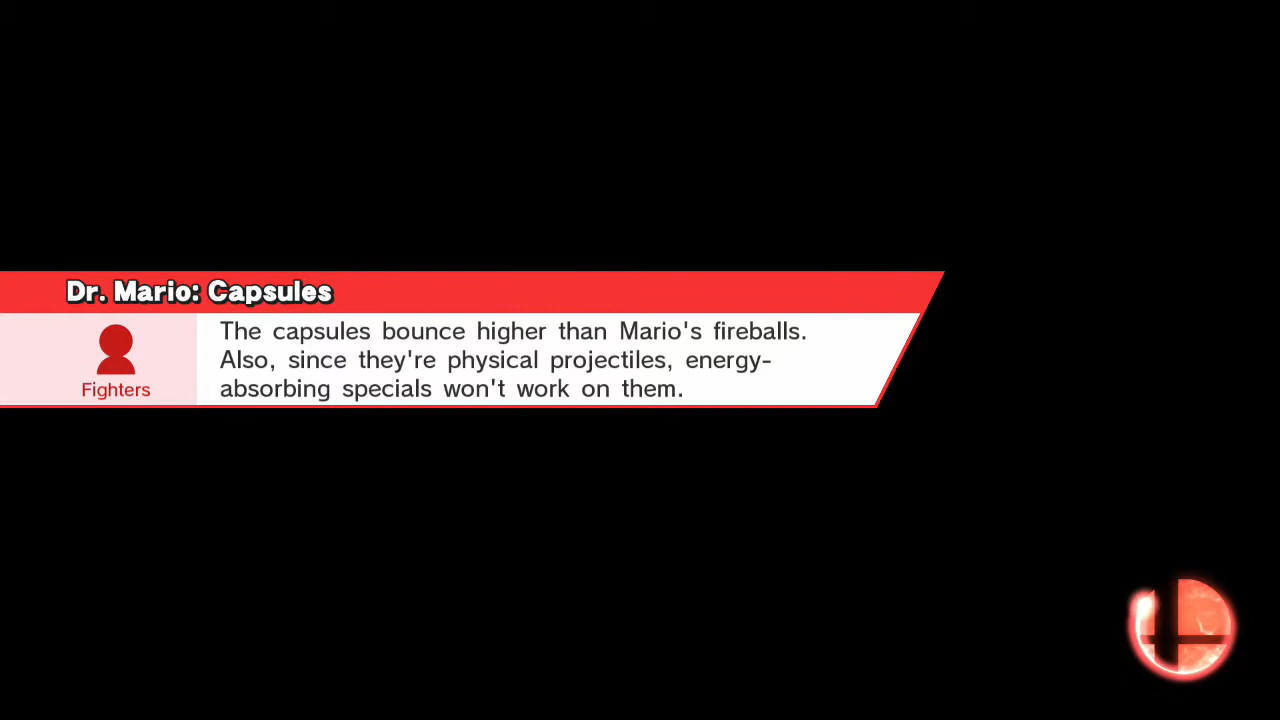 Dr. Mario: Capsules
Fighters
The capsules bounce higher than Mario's fireballs.
Also, since they're physical projectiles, energy-
absorbing specials won't work on them.